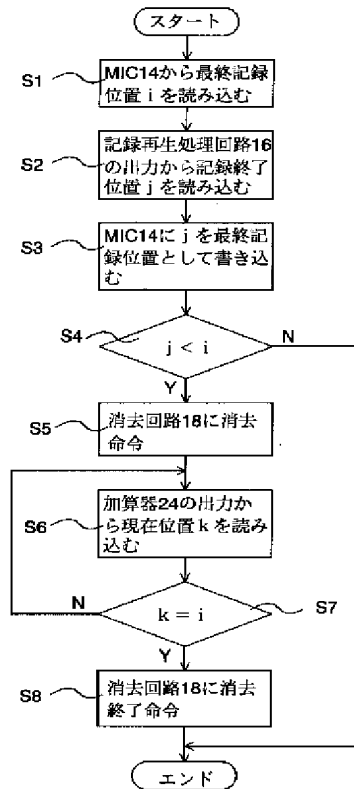 スタート
S1
MIC14から最終記録
位置iを読み込む
S2
記録再生処理回路16
の出力から記録終了
位置jを読み込む
S3
MIC14にjを最終記
録位置として書き込
む
S4
j < i
N
Y
S5
消去回路18に消去
命令
S6
加算器24の出力か
ら現在位置kを読み
込む
N
k = i
S7
Y
S8
消去回路18に消去
終了命令
エンド